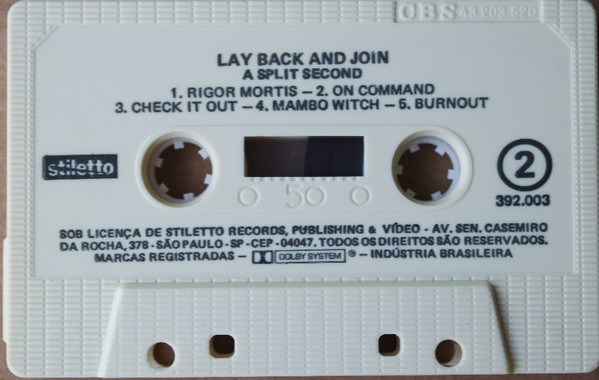 CBS 43 203 520
LAY BACK AND JOIN
A SPLIT SECOND
1. RIGOR MORTIS – 2. ON COMMAND
3. CHECK IT OUT – 4. MAMBO WITCH – 5. BURNOUT
stiletto
2
50
392.003
SOB LICENÇA DE STILETTO RECORDS, PUBLISHING & VÍDEO - AV. SEN. CASEMIRO
DA ROCHA, 378 - SÃO PAULO - SP - CEP - 04047. TODOS OS DIREITOS SÃO RESERVADOS.
MARCAS REGISTRADAS – DOLBY SYSTEM ® – INDÚSTRIA BRASILEIRA